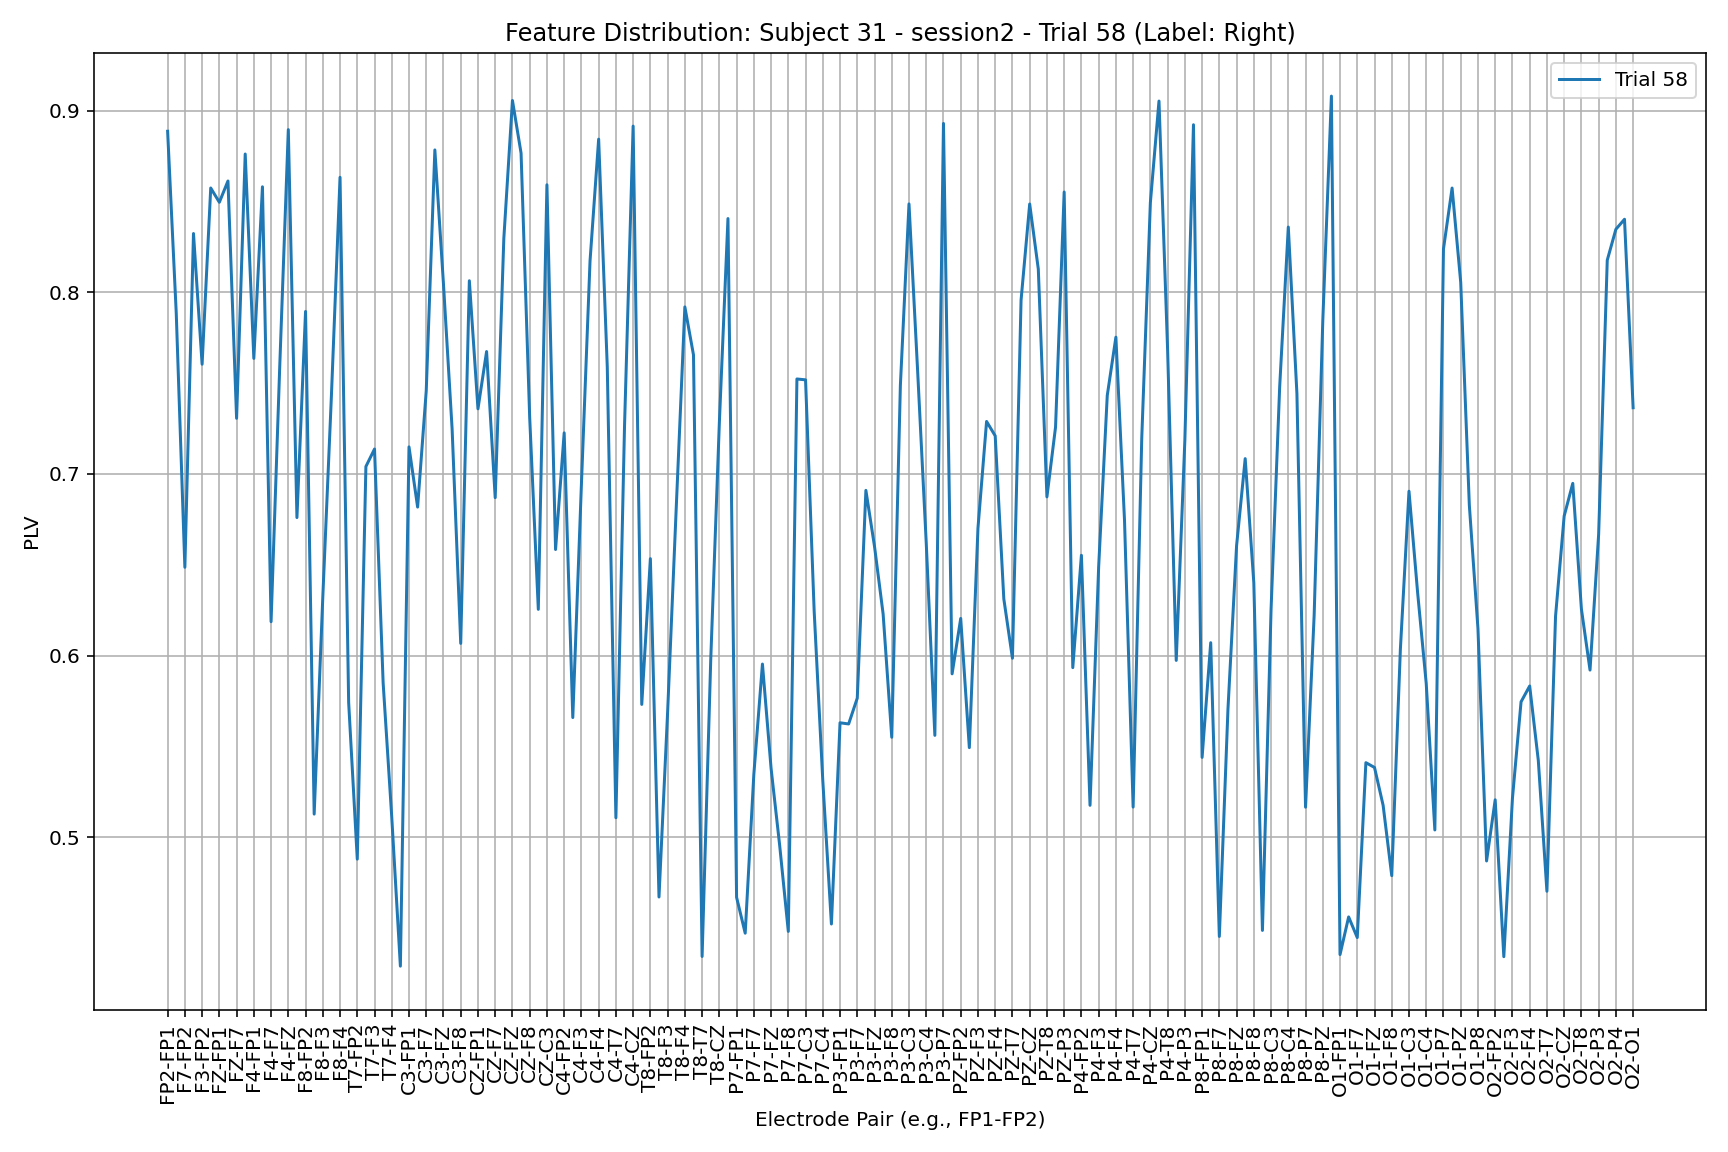 Feature Distribution: Subject 31 - session2 - Trial 58 (Label: Right)
Trial 58
PLV
0.9
0.8
0.7
0.6
0.5
FP2-FP1
F7-FP2
F3-FP2
FZ-FP1
FZ-F7
F4-FP1
F4-F7
F4-FZ
F8-FP2
F8-F3
F8-F4
T7-FP2
T7-F3
T7-F4
C3-FP1
C3-F7
C3-FZ
C3-F8
CZ-FP1
CZ-F7
CZ-FZ
CZ-F8
CZ-C3
C4-FP2
C4-F3
C4-F4
C4-T7
C4-CZ
T8-FP2
T8-F3
T8-F4
T8-T7
T8-CZ
P7-FP1
P7-F7
P7-FZ
P7-F8
P7-C3
P7-C4
P3-FP1
P3-F7
P3-FZ
P3-F8
P3-C3
P3-C4
P3-P7
PZ-FP2
PZ-F3
PZ-F4
PZ-T7
PZ-CZ
PZ-T8
PZ-P3
P4-FP2
P4-F3
P4-F4
P4-T7
P4-CZ
P4-T8
P4-P3
P8-FP1
P8-F7
P8-FZ
P8-F8
P8-C3
P8-C4
P8-P7
P8-PZ
O1-FP1
O1-F7
O1-FZ
O1-F8
O1-C3
O1-C4
O1-P7
O1-PZ
O1-P8
O2-FP2
O2-F3
O2-F4
O2-T7
O2-CZ
O2-T8
O2-P3
O2-P4
O2-O1
Electrode Pair (e.g., FP1-FP2)